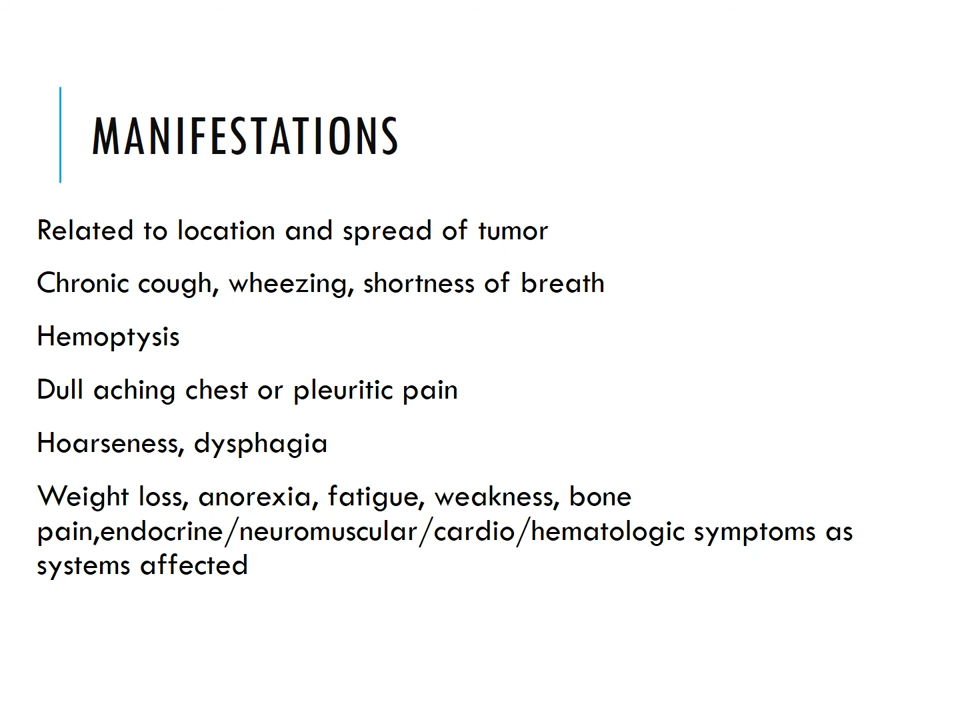 MANIFESTATIONS
Related to location and spread of tumor
Chronic cough, wheezing, shortness of breath
Hemoptysis
Dull aching chest or pleuritic pain
Hoarseness, dysphagia
Weight loss, anorexia, fatigue, weakness, bone
pain,endocrine/neuromuscular/cardio/hematologic symptoms as
systems affected